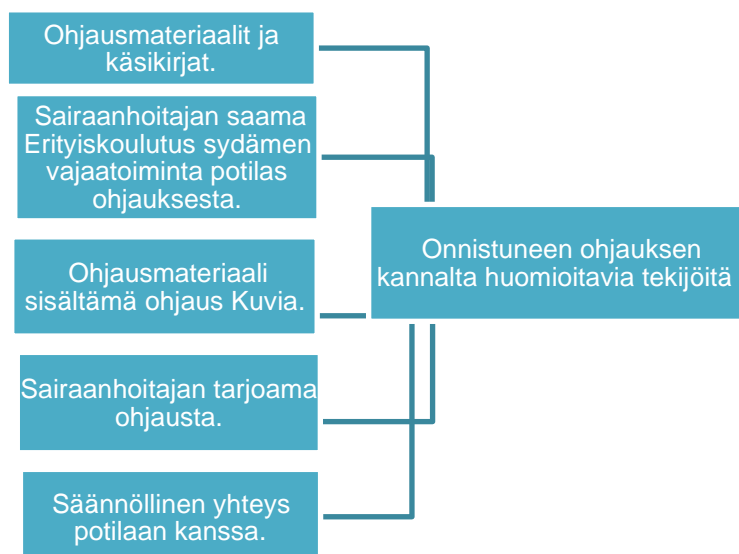 Ohjausmateriaalit ja
käsikirjat.
Sairaanhoitajan saama
Erityiskoulutus sydämen
vajaatoiminta potilas
ohjauksesta.
Ohjausmateriaali
sisältämä ohjaus Kuvia.
Sairaanhoitajan tarjoama
ohjausta.
Säännöllinen yhteys
potilaan kanssa.
Onnistuneen ohjauksen
kannalta huomioitavia tekijöitä